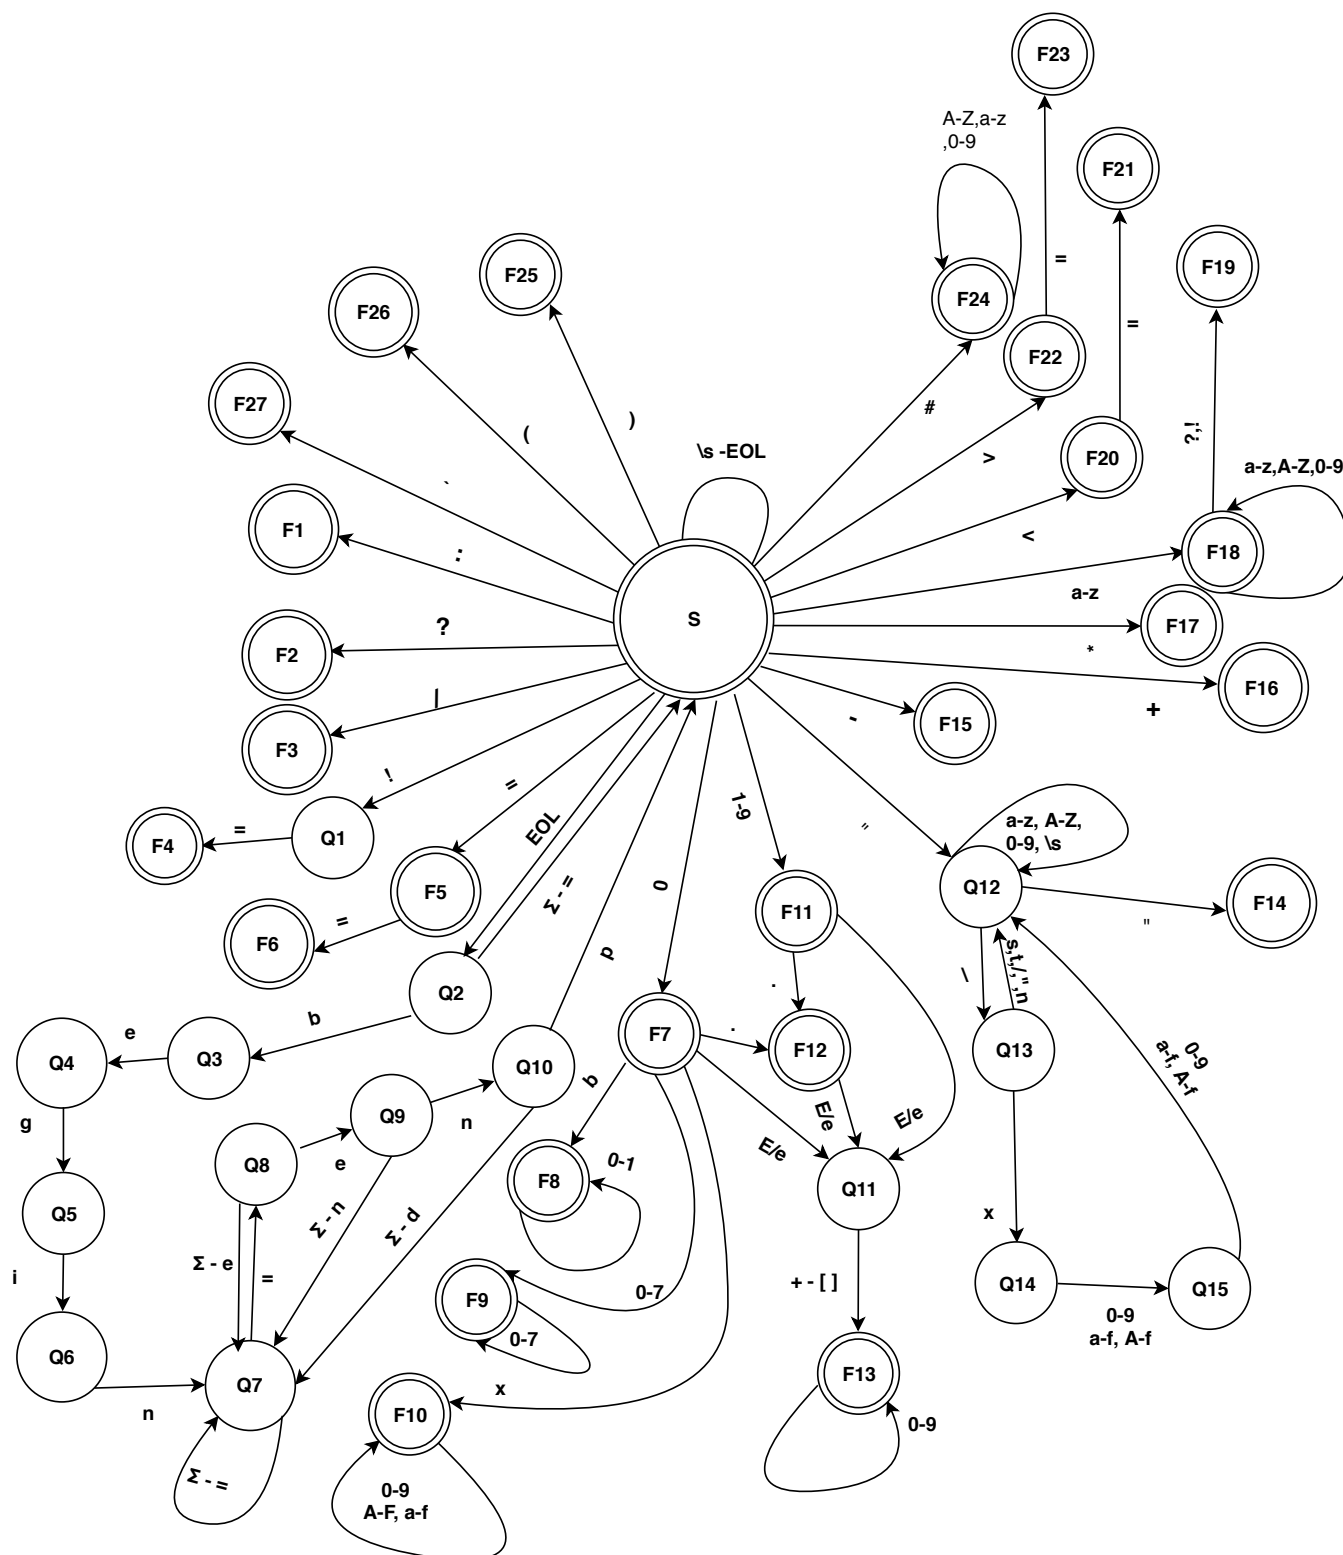 F23
A-Z,a-z
,0-9
F21
F19
F25
F26
F24
=
F22
=
F27
#
?,!
(
)
\s -EOL
>
F20
a-z,A-Z,0-9
`
F1
:
<
F18
S
a-z
F17
?
F2
*
F16
|
-
F15
+
F3
!
=
EOL
1-9
"
a-z, A-Z,
0-9, \s
F4
=
Q1
F5
Σ - =
0
F11
Q12
F14
=
"
F6
p
s,t,/,",n
\
.
Q2
b
.
e
F7
F12
Q13
Q4
Q3
Q10
0-9
a-f, A-f
g
Q9
n
b
E/e
E/e
E/e
Q8
e
F8
0-1
Q11
Q5
Σ - n
Σ - d
x
i
Σ - e
=
+ - [ ]
Q14
Q15
F9
0-7
0-7
0-9
a-f, A-f
Q6
Q7
F13
n
x
F10
0-9
Σ - =
0-9
A-F, a-f